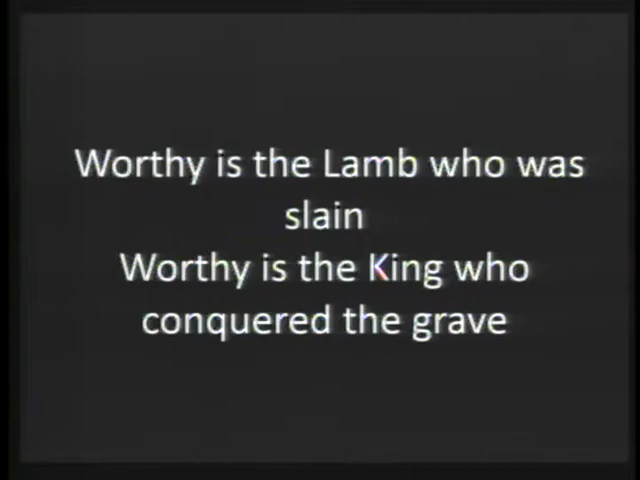 Worthy is the Lamb who was
slain
Worthy is the King who
conquered the grave